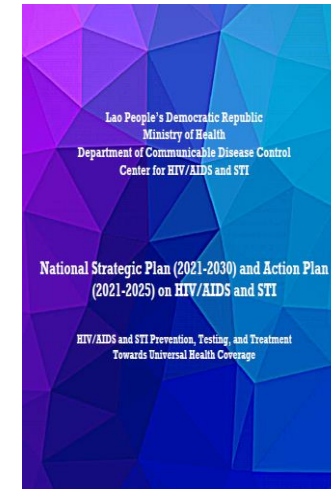 Lao People's Democratic Republic
Ministry of Health
Department of Communicable Disease Control
Center for HIV/AIDS and STI
National Strategic Plan (2021-2030) and Action Plan
(2021-2025) on HIV/AIDS and STI
HIV/AIDS and STI Prevention, Testing, and Treatment
Towards Universal Health Coverage